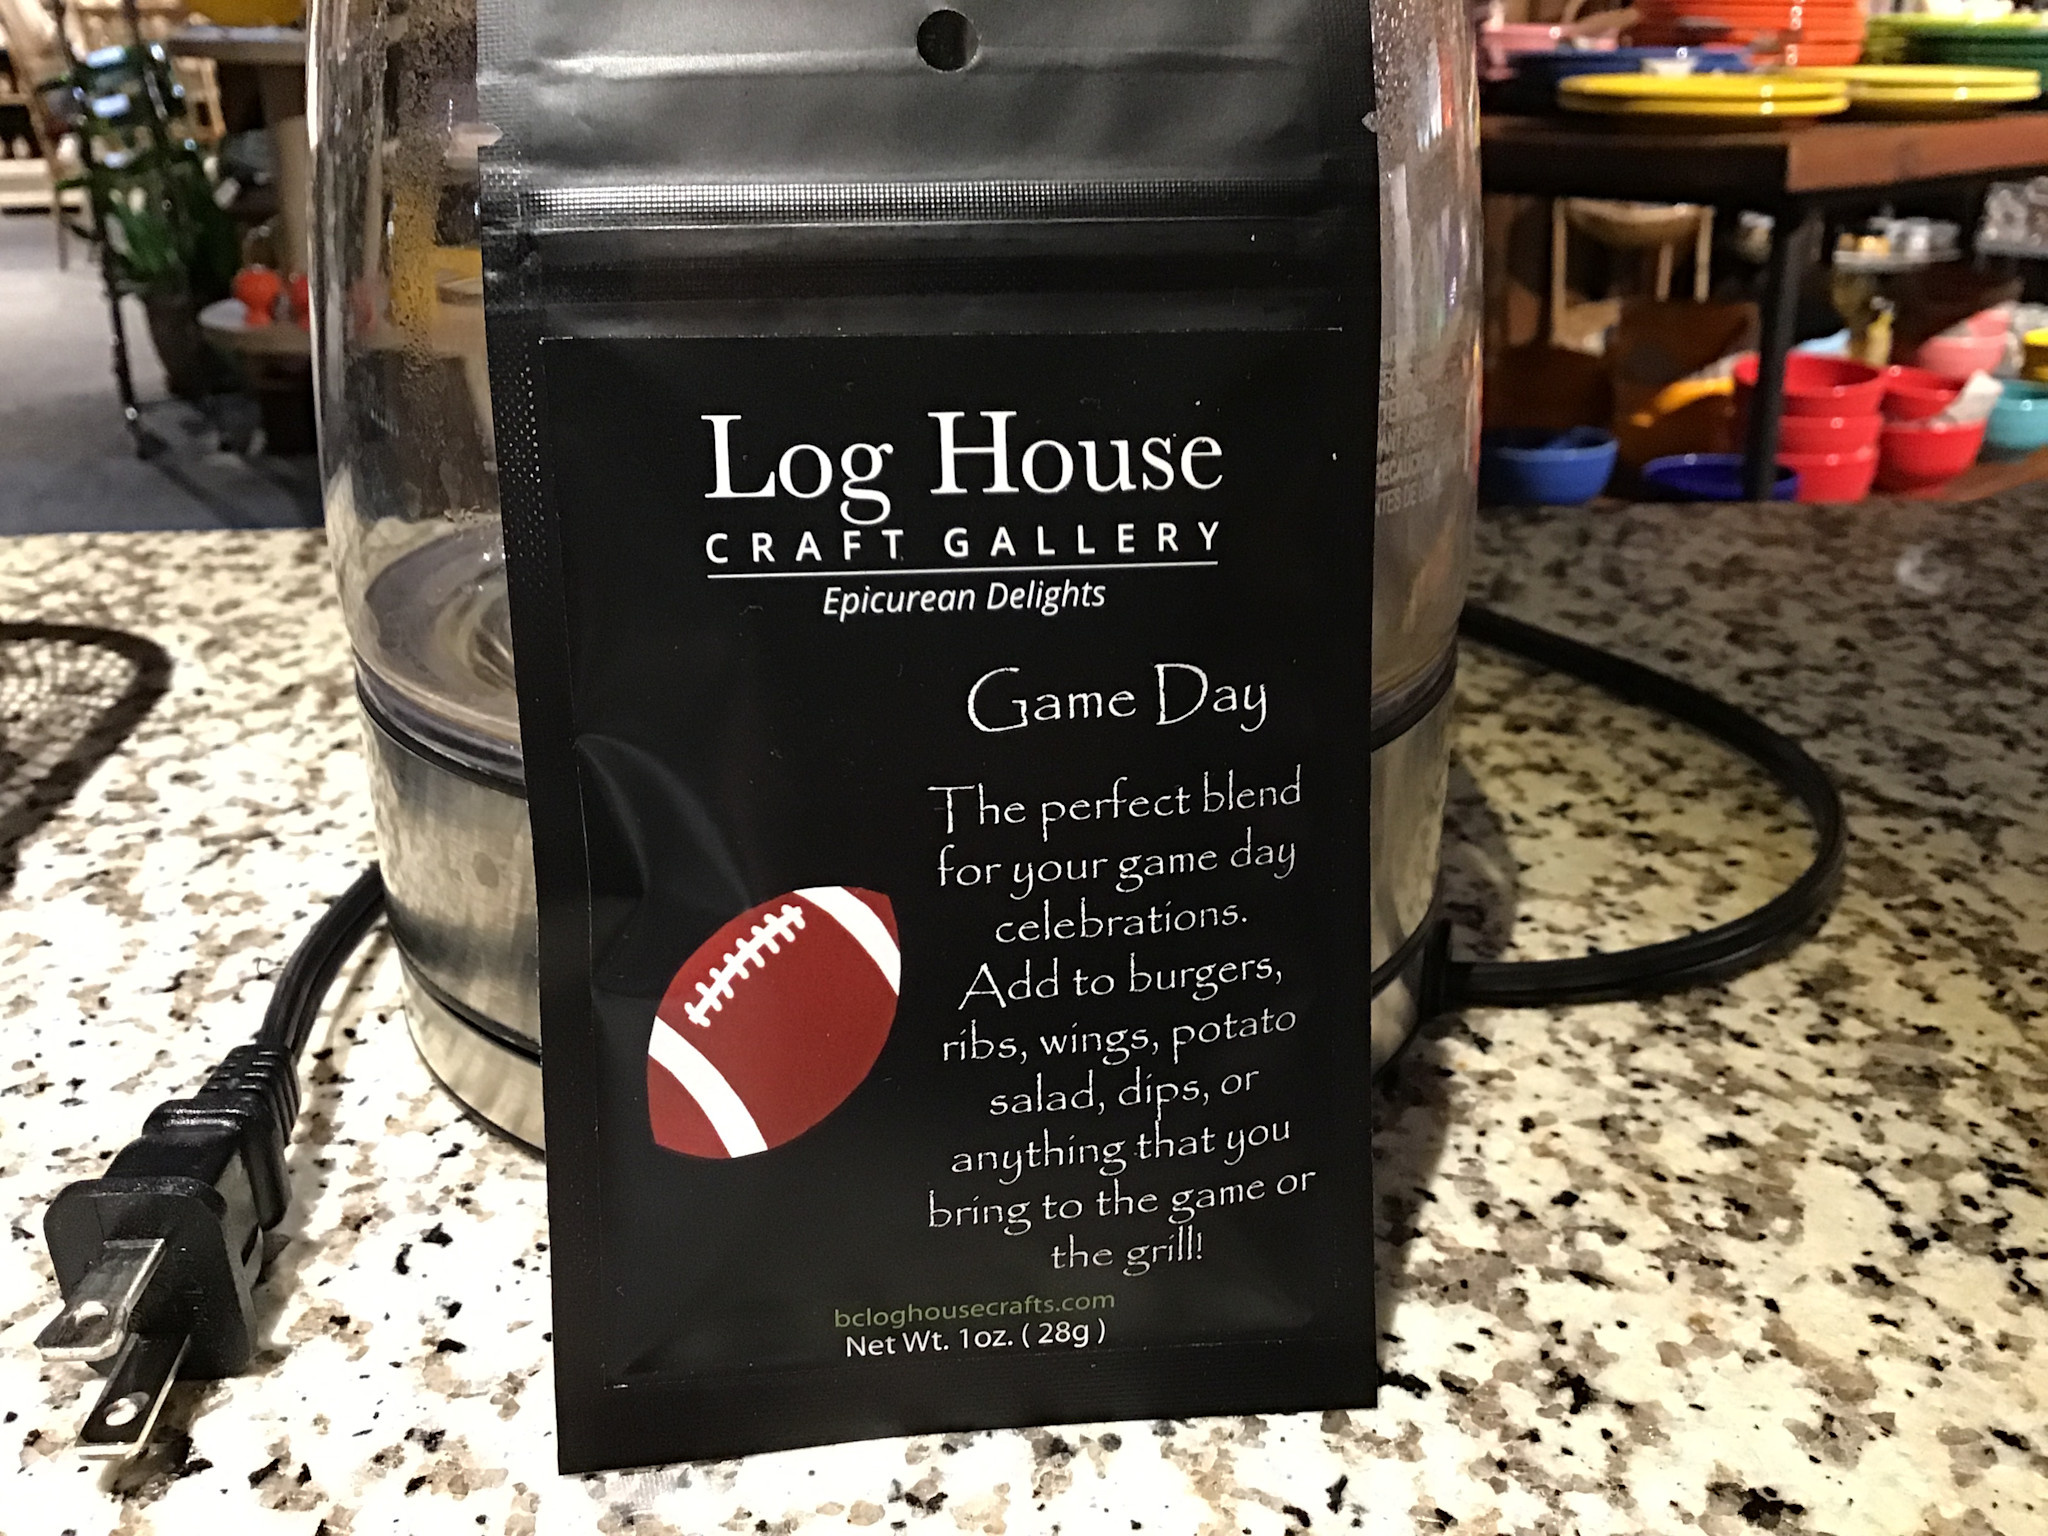 Log House
CRAFT GALLERY
Epicurean Delights
Game Day
The perfect blend
for your game day
celebrations.
Add to burgers,
ribs, wings, potato
salad, dips, or
anything that you
bring to the game or
the grill!
bcloghousecrafts.com
Net Wt. 1oz. ( 28g )